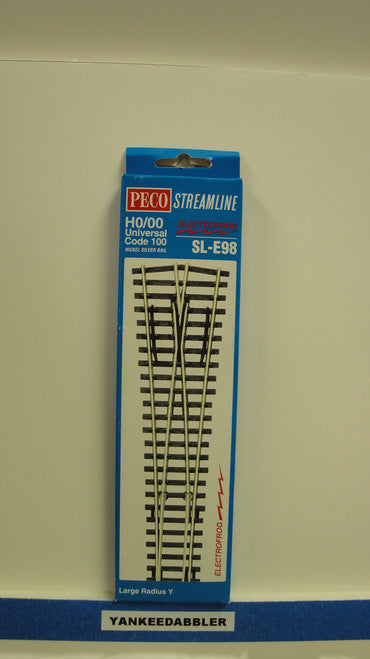 PECO STREAMLINE
H0/00
Universal
Code 100
NICKEL SILVER RAIL
ELECTROFROG
SL-E98
ELECTROFROG
Large Radius Y
YANKEEDABBLER